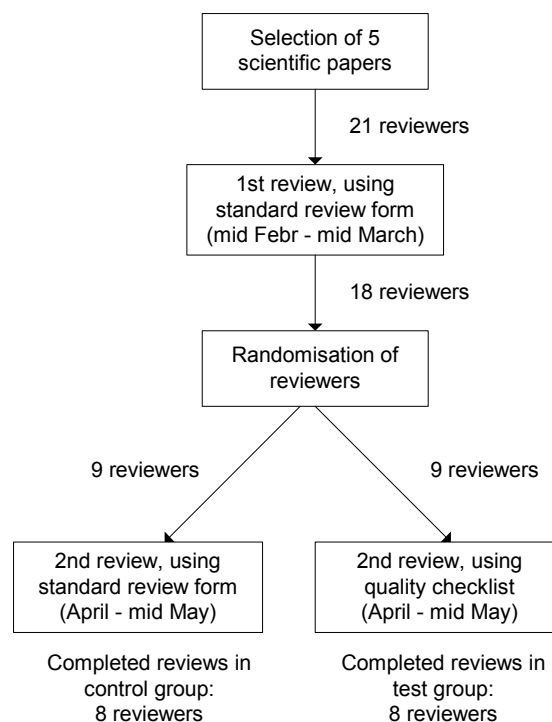 Selection of 5
scientific papers
21 reviewers
1st review, using
standard review form
(mid Febr - mid March)
18 reviewers
Randomisation of
reviewers
9 reviewers
9 reviewers
2nd review, using
standard review form
(April - mid May)
2nd review, using
quality checklist
(April - mid May)
Completed reviews in
control group:
8 reviewers
Completed reviews in
test group:
8 reviewers